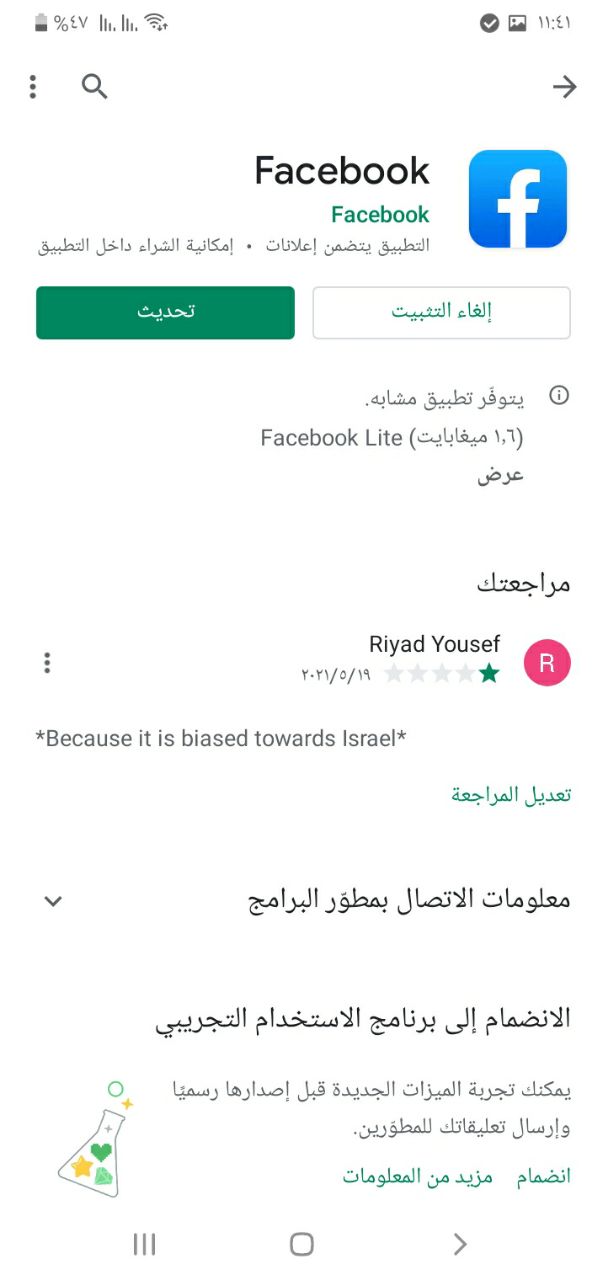 ١١:٤١
%٤٧
Facebook
Facebook
التطبيق يتضمن إعلانات • إمكانية الشراء داخل التطبيق
إلغاء التثبيت
تحديث
يتوفّر تطبيق مشابه.
Facebook Lite (١,٦ ميغابايت)
عرض
مراجعتك
R
Riyad Yousef
٢٠٢١/٥/١٩
*Because it is biased towards Israel*
تعديل المراجعة
معلومات الاتصال بمطوّر البرامج
الانضمام إلى برنامج الاستخدام التجريبي
يمكنك تجربة الميزات الجديدة قبل إصدارها رسميًا
وإرسال تعليقاتك للمطوّرين.
انضمام مزيد من المعلومات